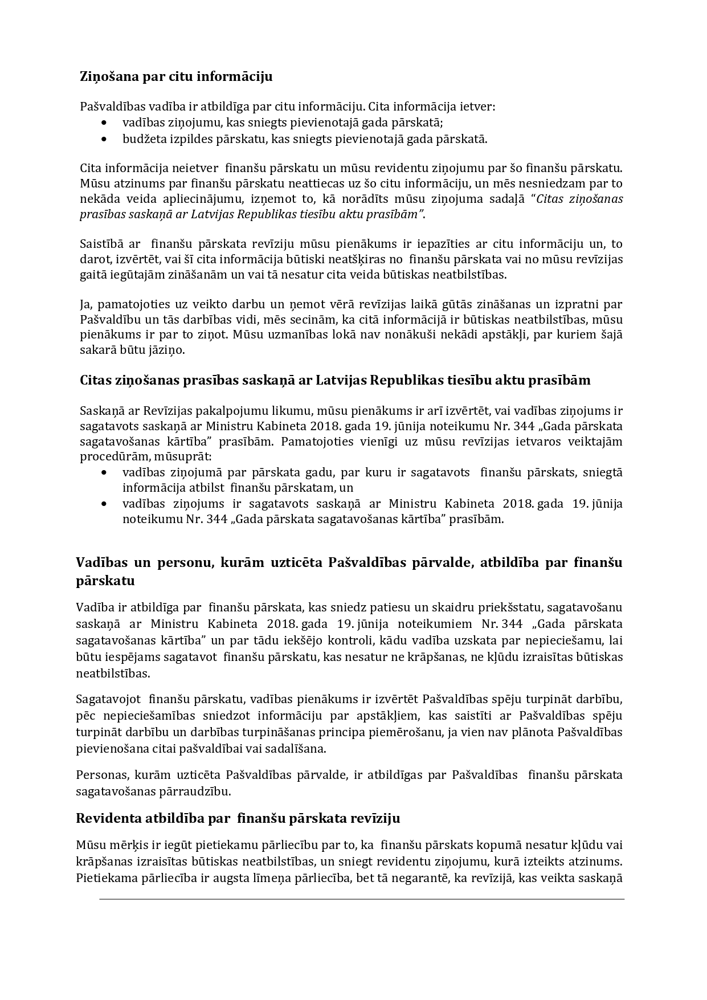 Ziņošana par citu informāciju
Pašvaldības vadība ir atbildīga par citu informāciju. Cita informācija ietver:
• vadības ziņojumu, kas sniegts pievienotajā gada pārskatā;
• budžeta izpildes pārskatu, kas sniegts pievienotajā gada pārskatā.
Cita informācija neietver finanšu pārskatu un mūsu revidentu ziņojumu par šo finanšu pārskatu.
Mūsu atzinums par finanšu pārskatu neattiecas uz šo citu informāciju, un mēs nesniedzam par to
nekāda veida apliecinājumu, izņemot to, kā norādīts mūsu ziņojuma sadaļā “Citas ziņošanas
prasības saskaņā ar Latvijas Republikas tiesību aktu prasībām”.
Saistībā ar finanšu pārskata revīziju mūsu pienākums ir iepazīties ar citu informāciju un, to
darot, izvērtēt, vai šī cita informācija būtiski neatšķiras no finanšu pārskata vai no mūsu revīzijas
gaitā iegūtajām zināšanām un vai tā nesatur cita veida būtiskas neatbilstības.
Ja, pamatojoties uz veikto darbu un ņemot vērā revīzijas laikā gūtās zināšanas un izpratni par
Pašvaldību un tās darbības vidi, mēs secinām, ka citā informācijā ir būtiskas neatbilstības, mūsu
pienākums ir par to ziņot. Mūsu uzmanības lokā nav nonākuši nekādi apstākļi, par kuriem šajā
sakarā būtu jāziņo.
Citas ziņošanas prasības saskaņā ar Latvijas Republikas tiesību aktu prasībām
Saskaņā ar Revīzijas pakalpojumu likumu, mūsu pienākums ir arī izvērtēt, vai vadības ziņojums ir
sagatavots saskaņā ar Ministru Kabineta 2018. gada 19. jūnija noteikumu Nr. 344 „Gada pārskata
sagatavošanas kārtība” prasībām. Pamatojoties vienīgi uz mūsu revīzijas ietvaros veiktajām
procedūrām, mūsuprāt:
• vadības ziņojumā par pārskata gadu, par kuru ir sagatavots finanšu pārskats, sniegtā
informācija atbilst finanšu pārskatam, un
• vadības ziņojums ir sagatavots saskaņā ar Ministru Kabineta 2018. gada 19. jūnija
noteikumu Nr. 344 „Gada pārskata sagatavošanas kārtība” prasībām.
Vadības un personu, kurām uzticēta Pašvaldības pārvalde, atbildība par finanšu
pārskatu
Vadība ir atbildīga par finanšu pārskata, kas sniedz patiesu un skaidru priekšstatu, sagatavošanu
saskaņā ar Ministru Kabineta 2018. gada 19. jūnija noteikumiem Nr. 344 „Gada pārskata
sagatavošanas kārtība” un par tādu iekšējo kontroli, kādu vadība uzskata par nepieciešamu, lai
būtu iespējams sagatavot finanšu pārskatu, kas nesatur ne krāpšanas, ne kļūdu izraisītas būtiskas
neatbilstības.
Sagatavojot finanšu pārskatu, vadības pienākums ir izvērtēt Pašvaldības spēju turpināt darbību,
pēc nepieciešamības sniedzot informāciju par apstākļiem, kas saistīti ar Pašvaldības spēju
turpināt darbību un darbības turpināšanas principa piemērošanu, ja vien nav plānota Pašvaldības
pievienošana citai pašvaldībai vai sadalīšana.
Personas, kurām uzticēta Pašvaldības pārvalde, ir atbildīgas par Pašvaldības finanšu pārskata
sagatavošanas pārraudzību.
Revidenta atbildība par finanšu pārskata revīziju
Mūsu mērķis ir iegūt pietiekamu pārliecību par to, ka finanšu pārskats kopumā nesatur kļūdu vai
krāpšanas izraisītas būtiskas neatbilstības, un sniegt revidentu ziņojumu, kurā izteikts atzinums.
Pietiekama pārliecība ir augsta līmeņa pārliecība, bet tā negarantē, ka revīzijā, kas veikta saskaņā